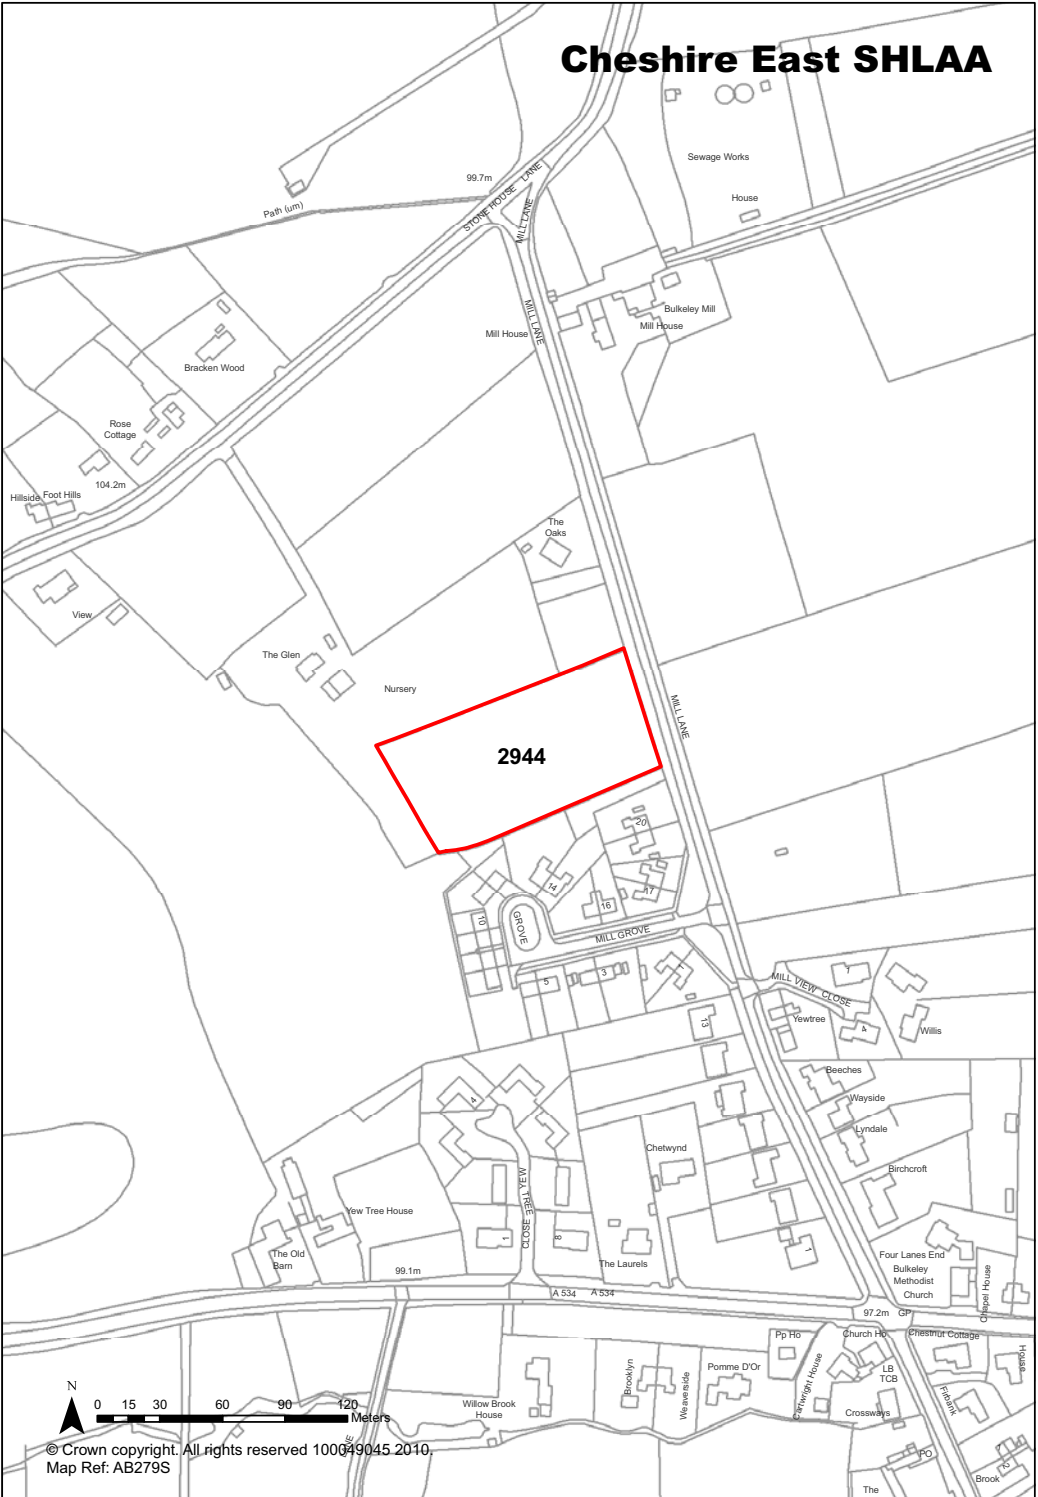 Cheshire East SHLAA
Sewage Works
House
99.7m
STONE HOUSE LANE
MILL LANE
Path (um)
MILL LANE
Bulkeley Mill
Mill House
Mill House
Bracken Wood
Rose
Cottage
104.2m
Hillside
Foot Hills
The
Oaks
View
The Glen
Nursery
MILL LANE
2944
20
14
17
16
10
GROVE
MILL GROVE
1
5
3
MILL VIEW CLOSE
1
4
Yewtree
Willis
13
Beeches
Wayside
Lyndale
Birchcroft
4
Chetwynd
YEW TREE CLOSE
Yew Tree House
The Old
Barn
1
8
The Laurels
1
99.1m
A 534
A 534
Four Lanes End
Bulkeley
Methodist
Church
Chapel House
97.2m
GP
Pp Ho
Church Ho
Chestnut Cottage
House
Cartwright House
LB
TCB
Firbank
Crossways
Brooklyn
Weaverside
Pomme D'Or
Willow Brook
House
PO
1
2
Brook
The
LANE
N
0 15 30 60 90 120
Meters
© Crown copyright. All rights reserved 100049045 2010.
Map Ref: AB279S